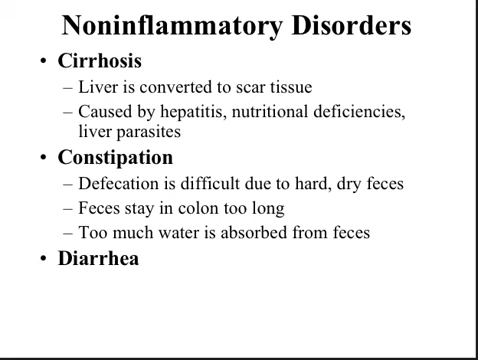 Noninflammatory Disorders
• Cirrhosis
– Liver is converted to scar tissue
– Caused by hepatitis, nutritional deficiencies,
liver parasites
• Constipation
– Defecation is difficult due to hard, dry feces
– Feces stay in colon too long
– Too much water is absorbed from feces
• Diarrhea